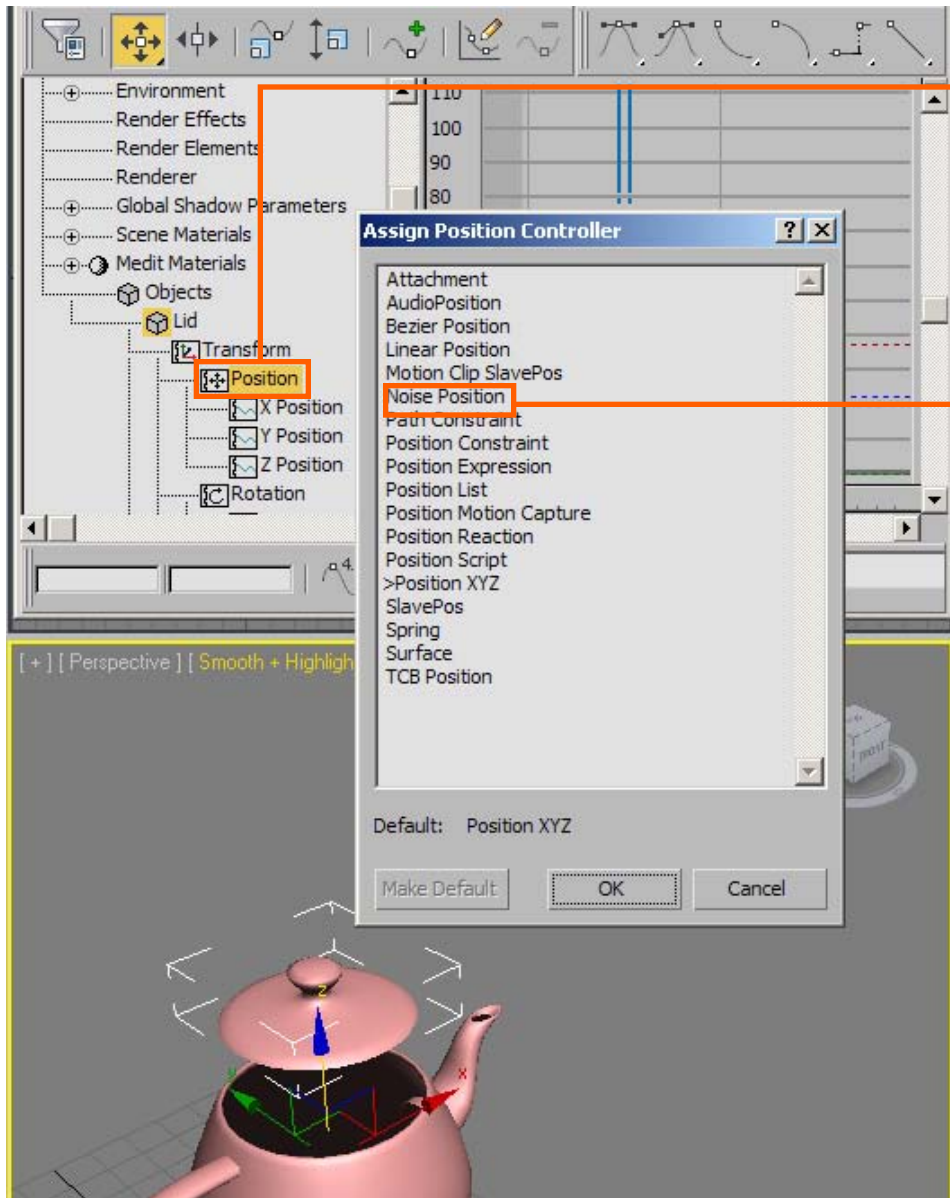 Environment
Render Effects
Render Elements
Renderer
Global Shadow Parameters
Scene Materials
Medit Materials
Objects
Lid
Transform
Position
X Position
Y Position
Z Position
Rotation
110
100
90
80
Assign Position Controller
Attachment
AudioPosition
Bezier Position
Linear Position
Motion Clip SlavePos
Noise Position
Path Constraint
Position Constraint
Position Expression
Position List
Position Motion Capture
Position Reaction
Position Script
>Position XYZ
SlavePos
Spring
Surface
TCB Position
Default: Position XYZ
Make Default
OK
Cancel
[ + ] [ Perspective ] [ Smooth + Highligh
FRONT
z
y
x